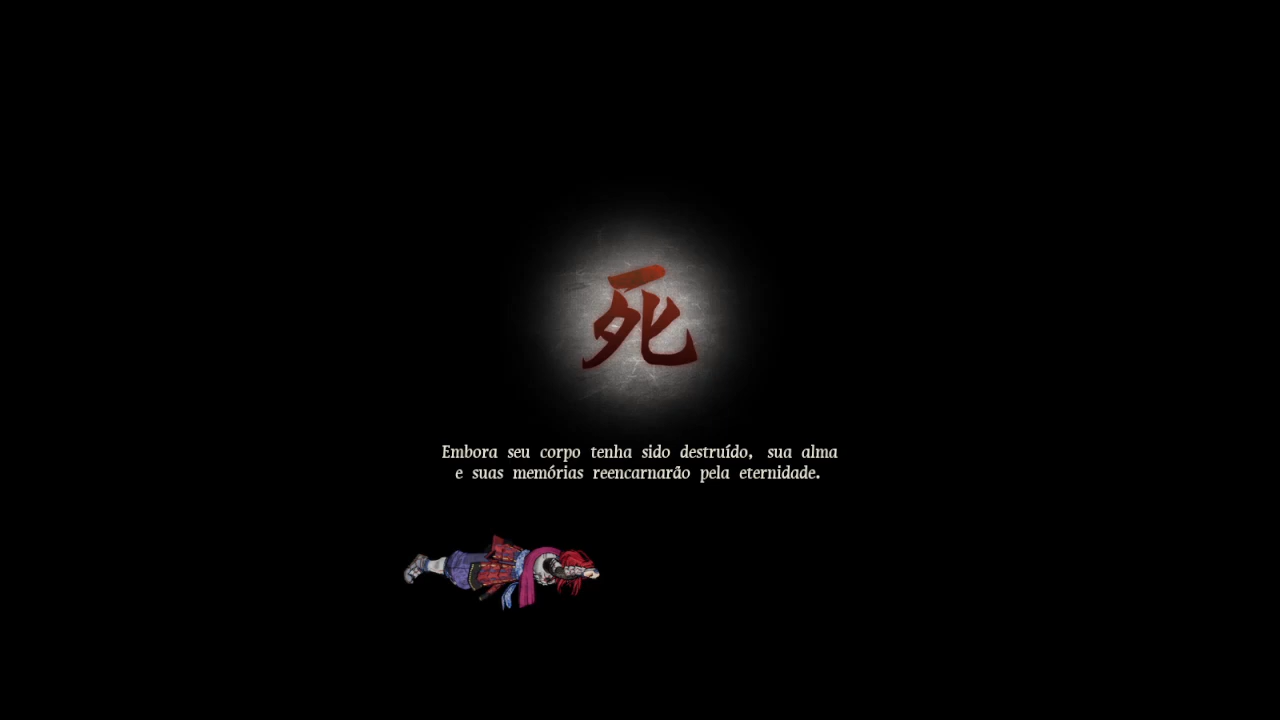 死
Embora seu corpo tenha sido destruído, sua alma
e suas memórias reencarnarão pela eternidade.